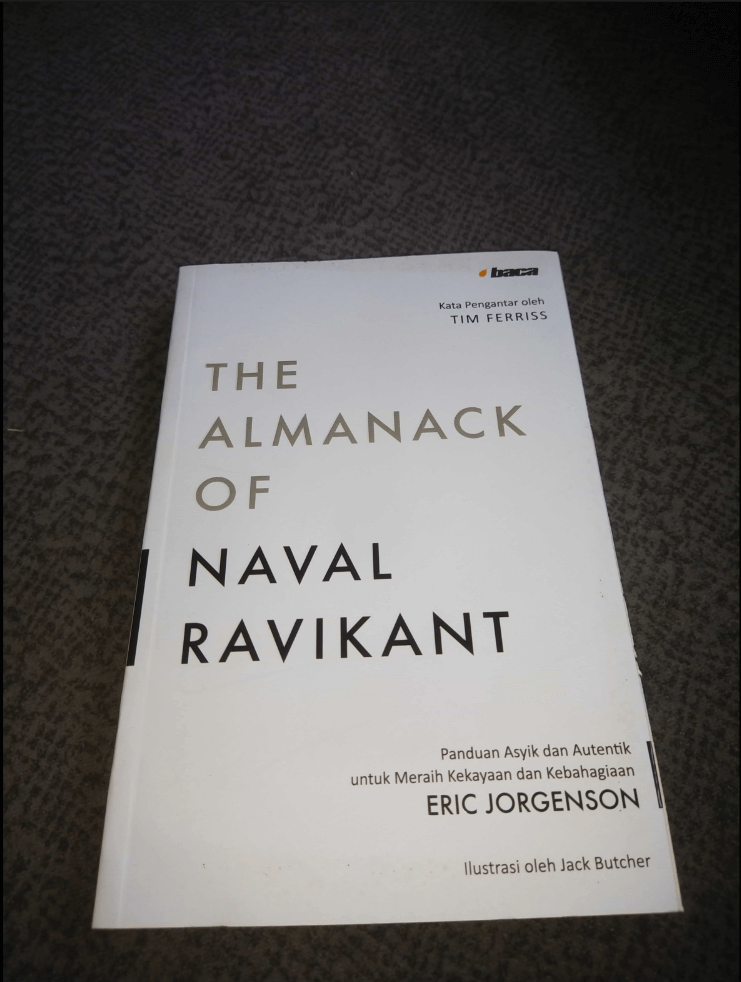 baca
Kata Pengantar oleh
TIM FERRISS
THE
ALMANACK
OF
NAVAL
RAVIKANT
Panduan Asyik dan Autentik
untuk Meraih Kekayaan dan Kebahagiaan
ERIC JORGENSON
Ilustrasi oleh Jack Butcher